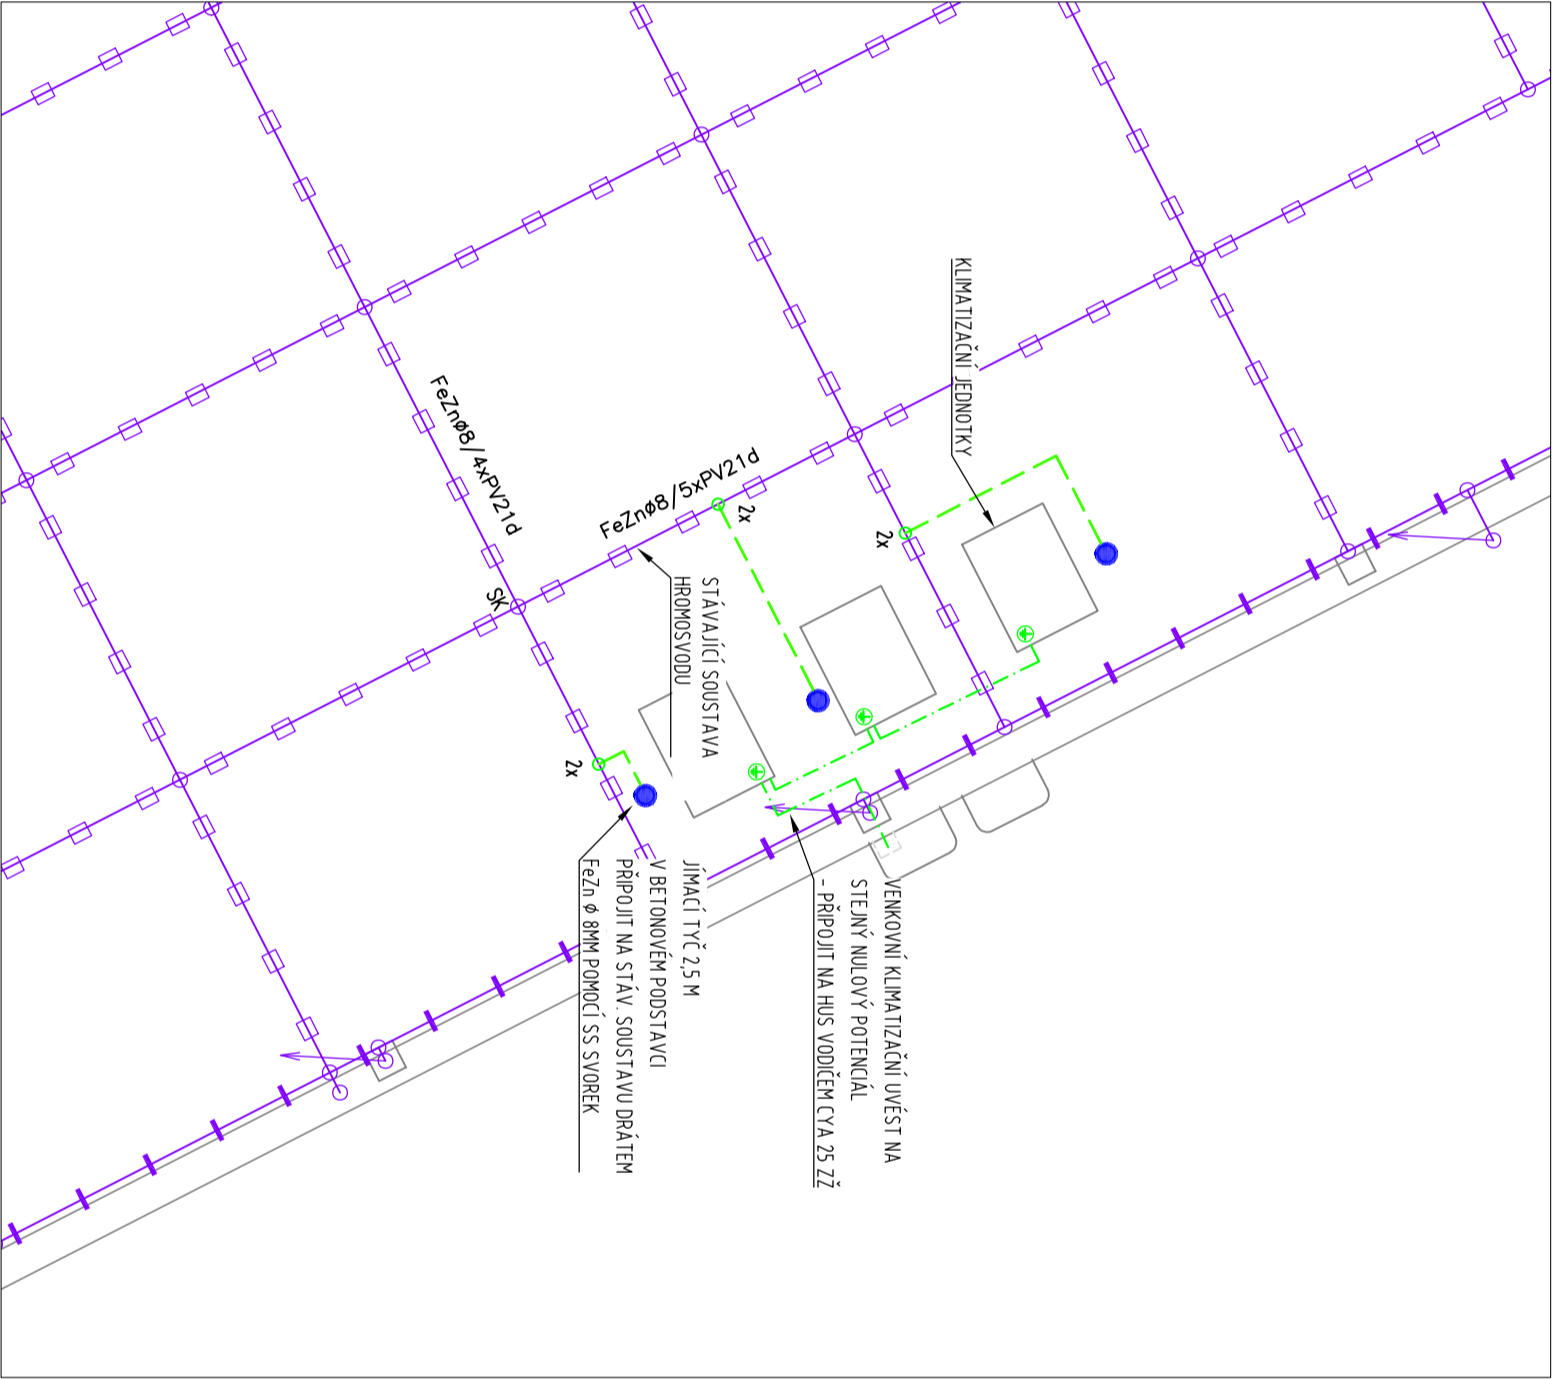 KLIMATIZAČNÍ JEDNOTKY
FeZnø8/4xPV21d
FeZnø8/5xPV21d
2x
2x
SK
STÁVAJÍCÍ SOUSTAVA
HROMOSVODU
2x
JÍMACÍ TYČ 2,5 M
V BETONOVÉM PODSTAVCI
PŘIPOJIT NA STÁV. SOUSTAVU DRÁTEM
FeZn ø 8MM POMOCÍ SS SVOREK
VENKOVNÍ KLIMATIZAČNÍ UVÉST NA
STEJNÝ NULOVÝ POTENCIÁL
- PŘIPOJIT NA HUS VODIČEM CYA 25 ZŽ